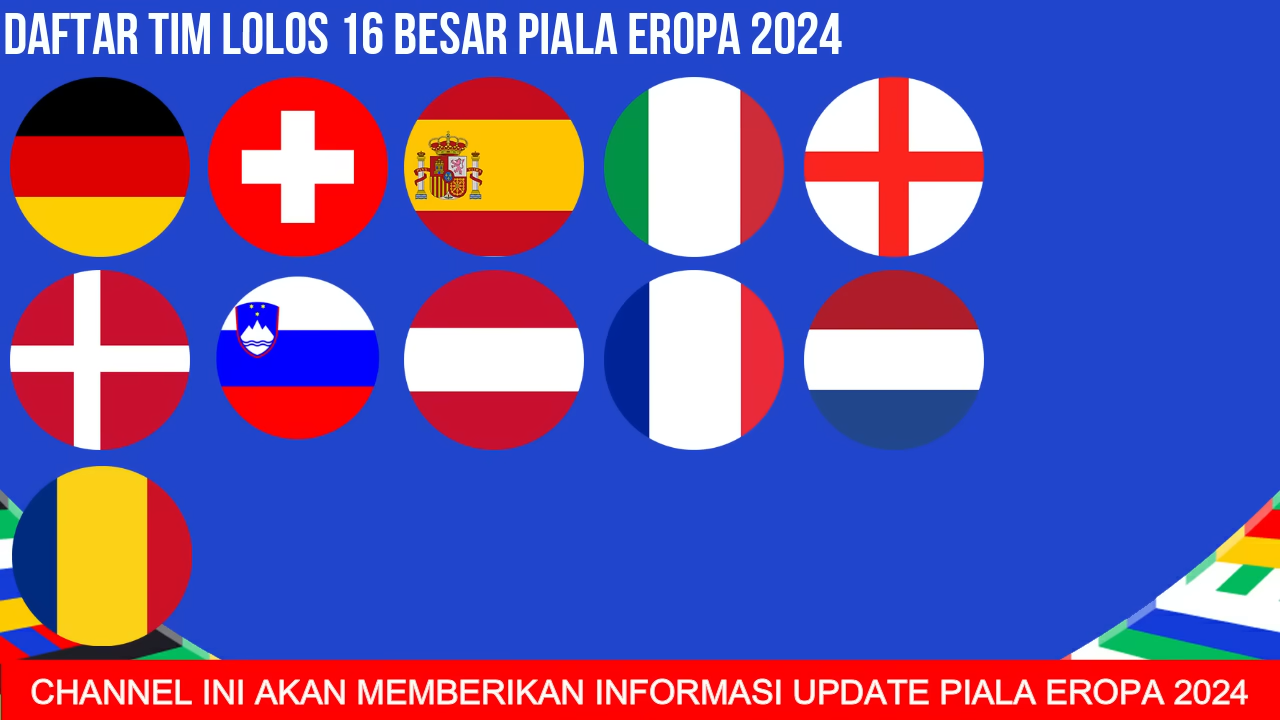 DAFTAR TIM LOLOS 16 BESAR PIALA EROPA 2024
CHANNEL INI AKAN MEMBERIKAN INFORMASI UPDATE PIALA EROPA 2024